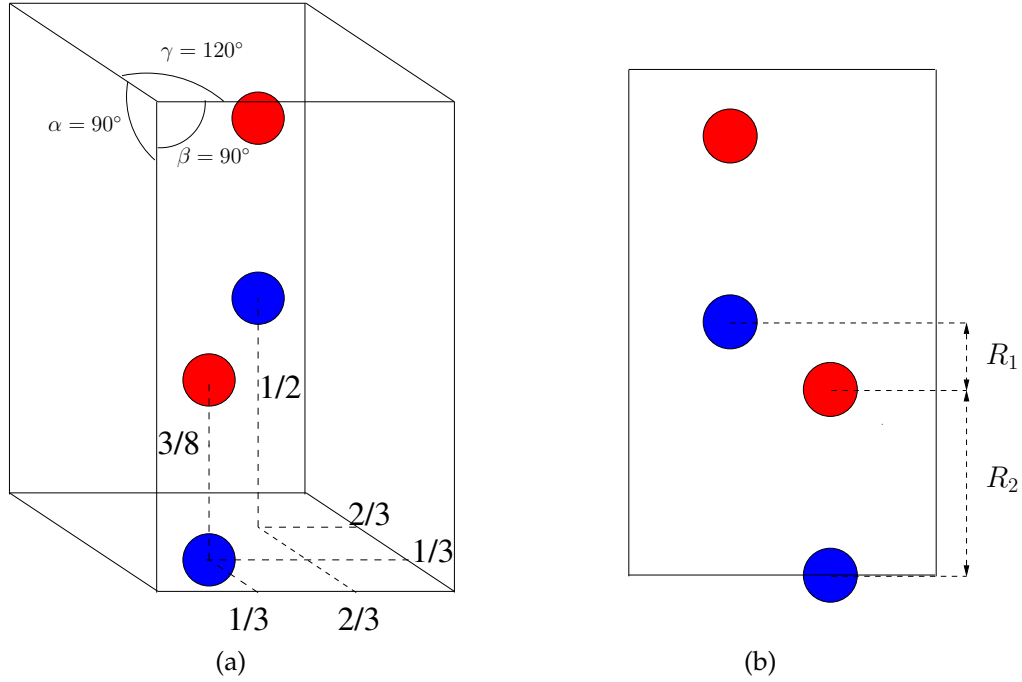 γ = 120°
α = 90°
β = 90°
1/2
3/8
2/3
1/3
1/3
2/3
(a)
R₁
R₂
(b)